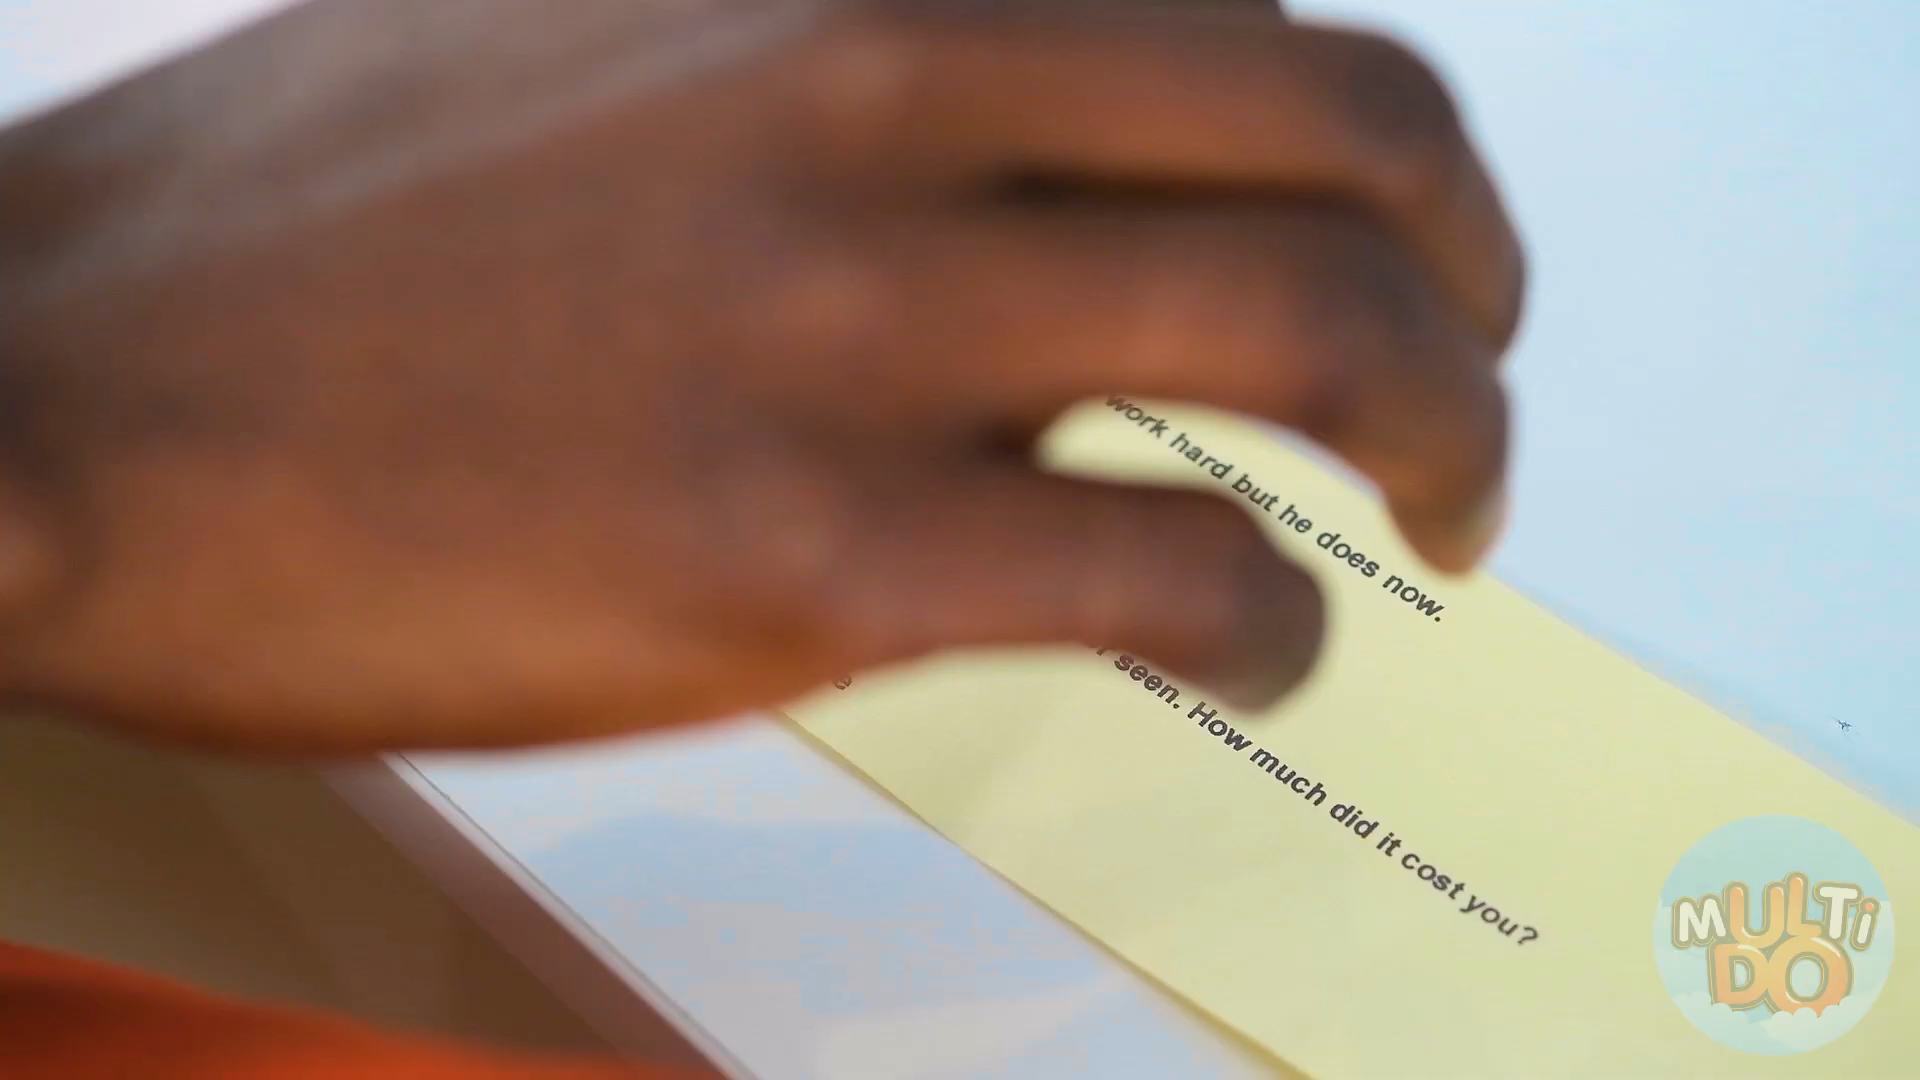 work hard but he does now.
seen. How much did it cost you?
MULTI
DO